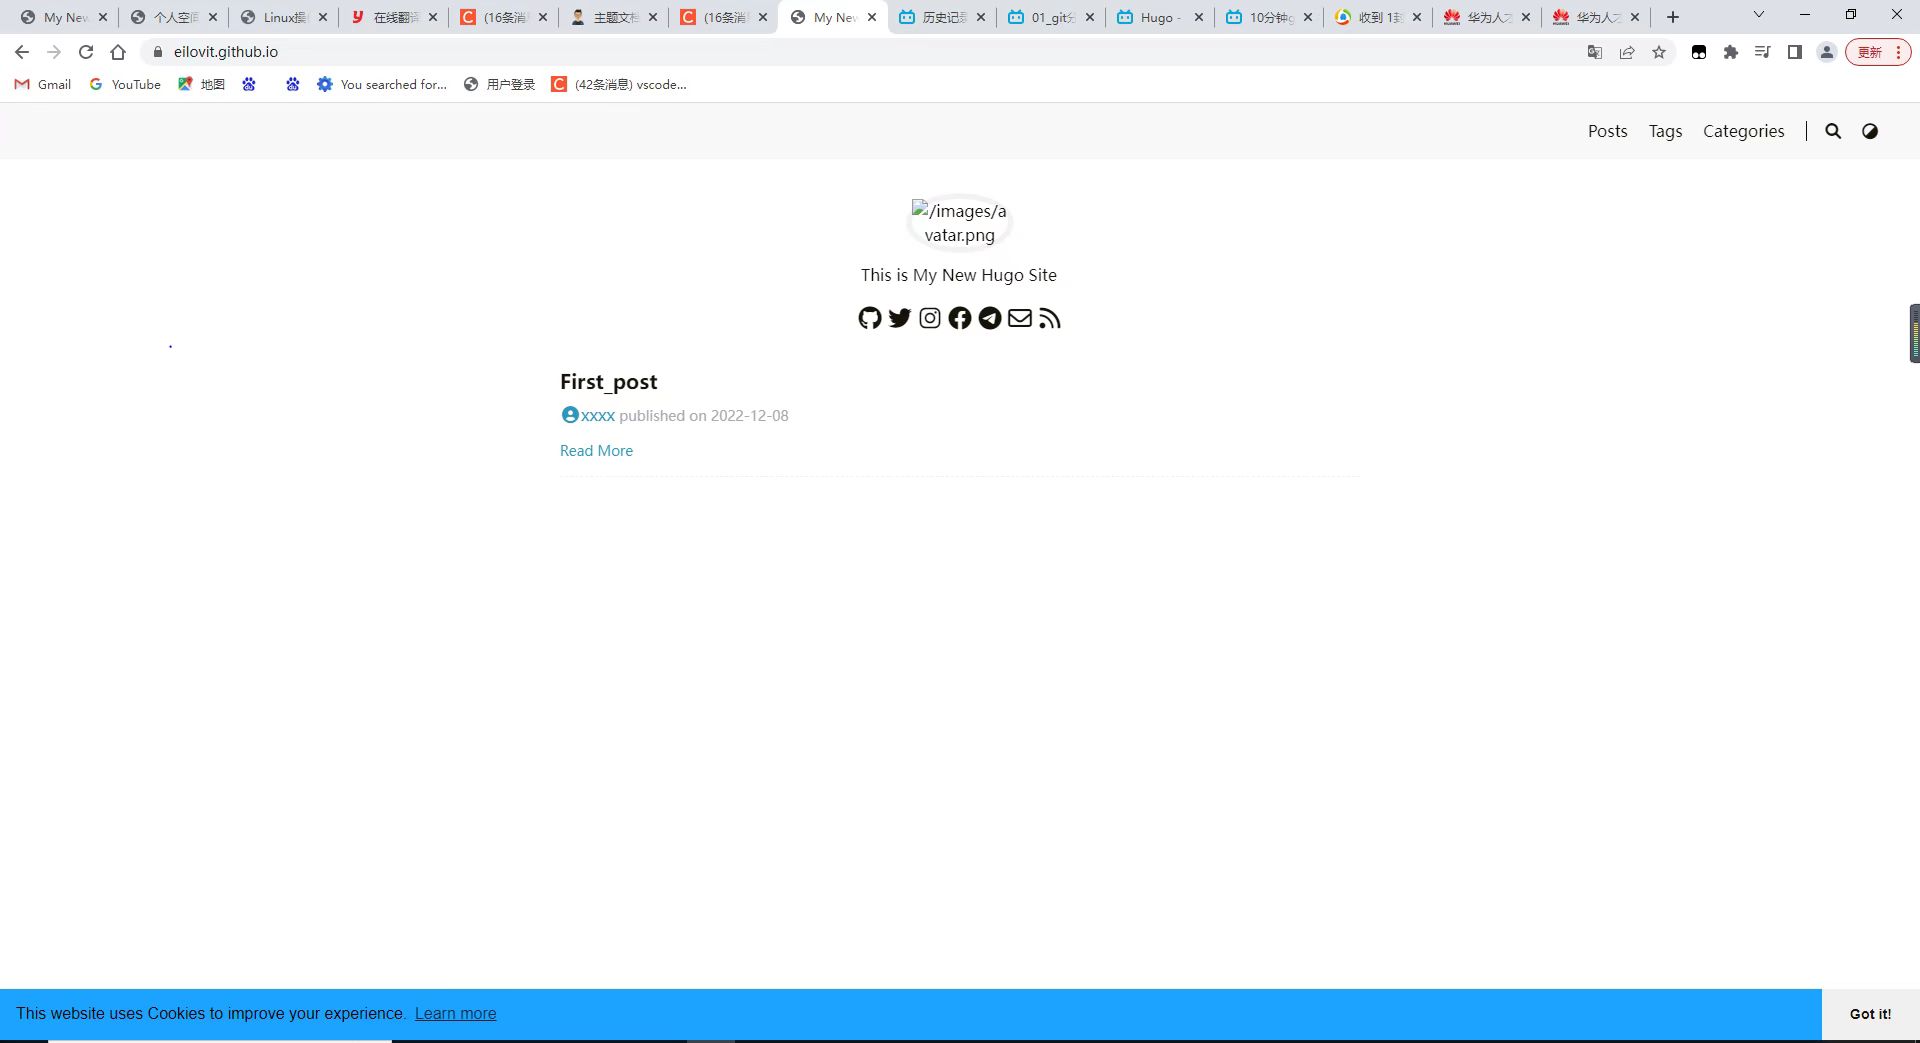 My New
个人空间
Linux操
在线翻译
(16条消
主题文档
(16条消
My New
历史记录
01_git分
Hugo -
10分钟g
收到 1封
华为人才
华为人才
eilovit.github.io
更新
Gmail
YouTube
地图
You searched for...
用户登录
(42条消息) vscode...
Posts
Tags
Categories
/images/a
vatar.png
This is My New Hugo Site
First_post
xxxx published on 2022-12-08
Read More
This website uses Cookies to improve your experience. Learn more
Got it!